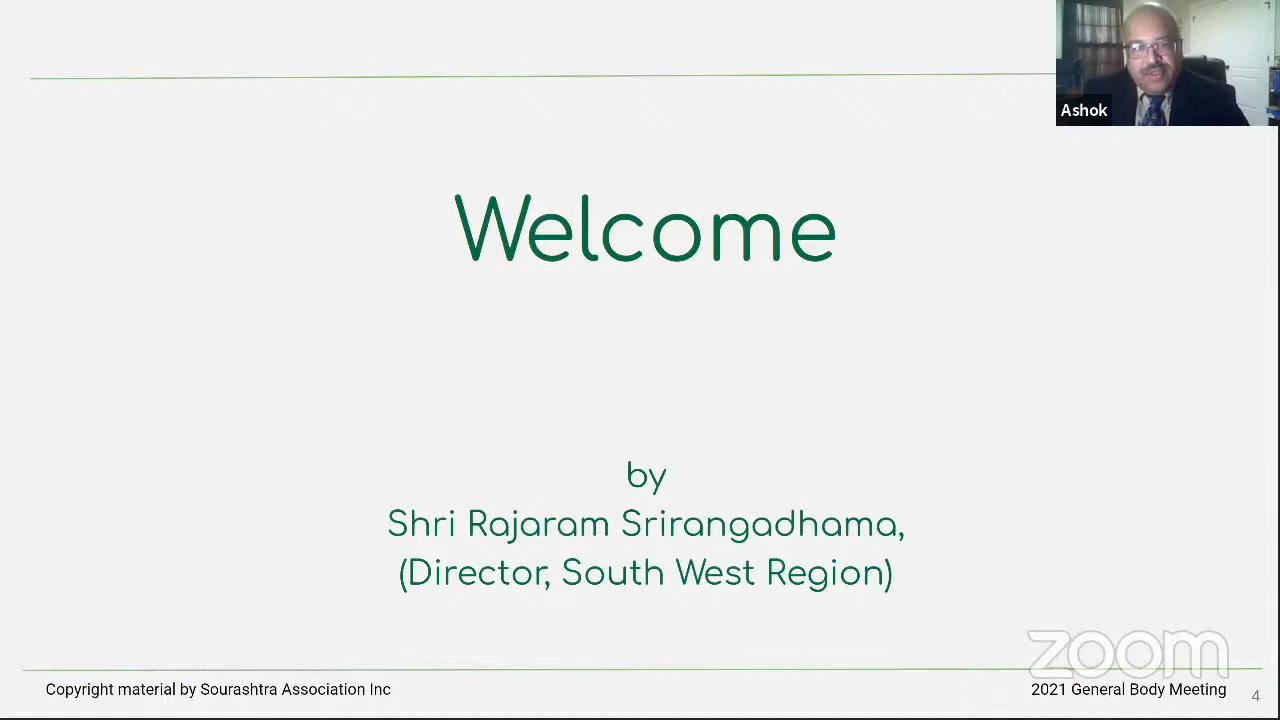 Ashok
Welcome
by
Shri Rajaram Srirangadhama,
(Director, South West Region)
zoom
Copyright material by Sourashtra Association Inc
2021 General Body Meeting
4